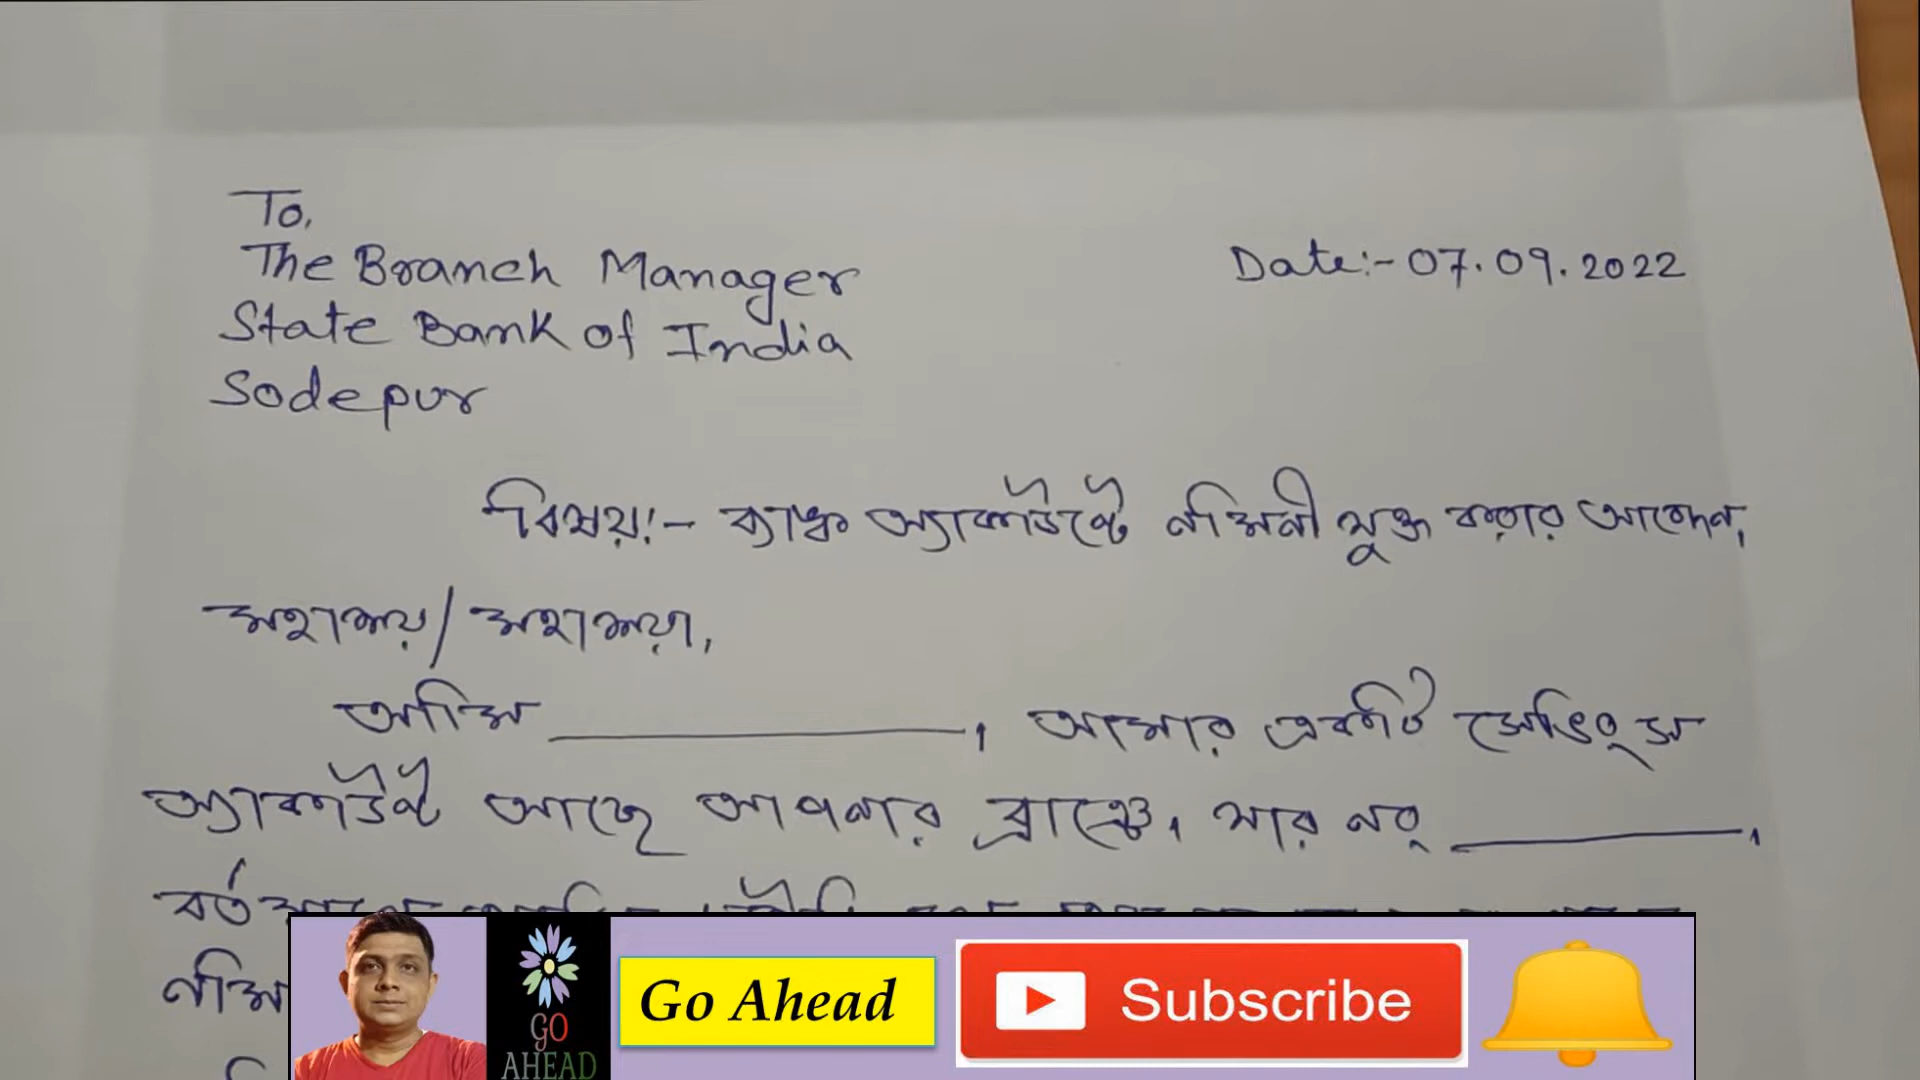 To,
The Branch Manager
Date:- 07.09.2022
State Bank of India
Sodepur
বিষয়:- ব্যাঙ্ক অ্যাকাউন্টে নমিনী যুক্ত করার আবেদন,
মহাশয়/ মহাশয়া,
আমি ____________, আমার একটি সেভিংস
অ্যাকাউন্ট আছে আপনার ব্রাঞ্চে, যার নং ____________,
GO
AHEAD
Go Ahead
Subscribe